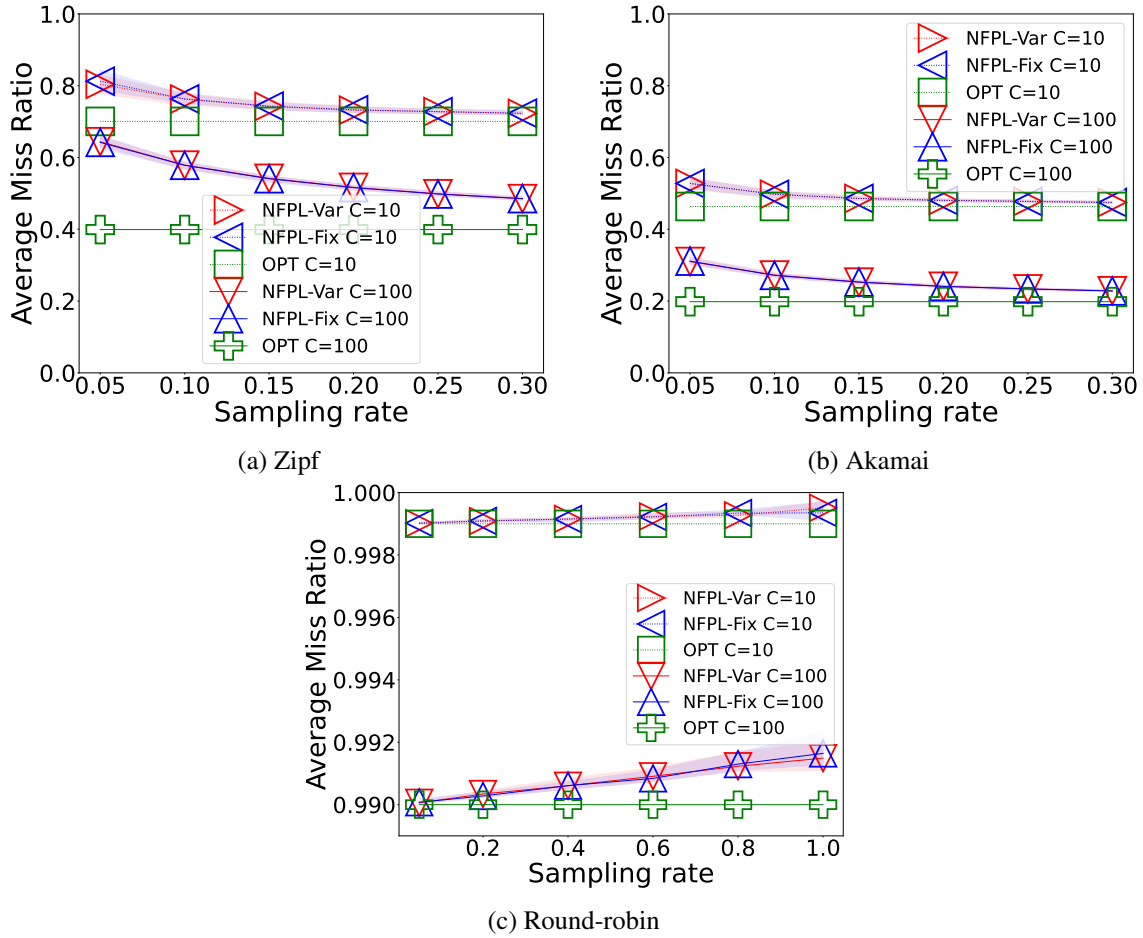 1.0
0.8
0.6
0.4
0.2
0.0
Average Miss Ratio
NFPL-Var C=10
NFPL-Fix C=10
OPT C=10
NFPL-Var C=100
NFPL-Fix C=100
OPT C=100
0.05 0.10 0.15 0.20 0.25 0.30
Sampling rate
(a) Zipf
1.0
0.8
0.6
0.4
0.2
0.0
Average Miss Ratio
NFPL-Var C=10
NFPL-Fix C=10
OPT C=10
NFPL-Var C=100
NFPL-Fix C=100
OPT C=100
0.05 0.10 0.15 0.20 0.25 0.30
Sampling rate
(b) Akamai
1.000
0.998
0.996
0.994
0.992
0.990
Average Miss Ratio
NFPL-Var C=10
NFPL-Fix C=10
OPT C=10
NFPL-Var C=100
NFPL-Fix C=100
OPT C=100
0.2 0.4 0.6 0.8 1.0
Sampling rate
(c) Round-robin